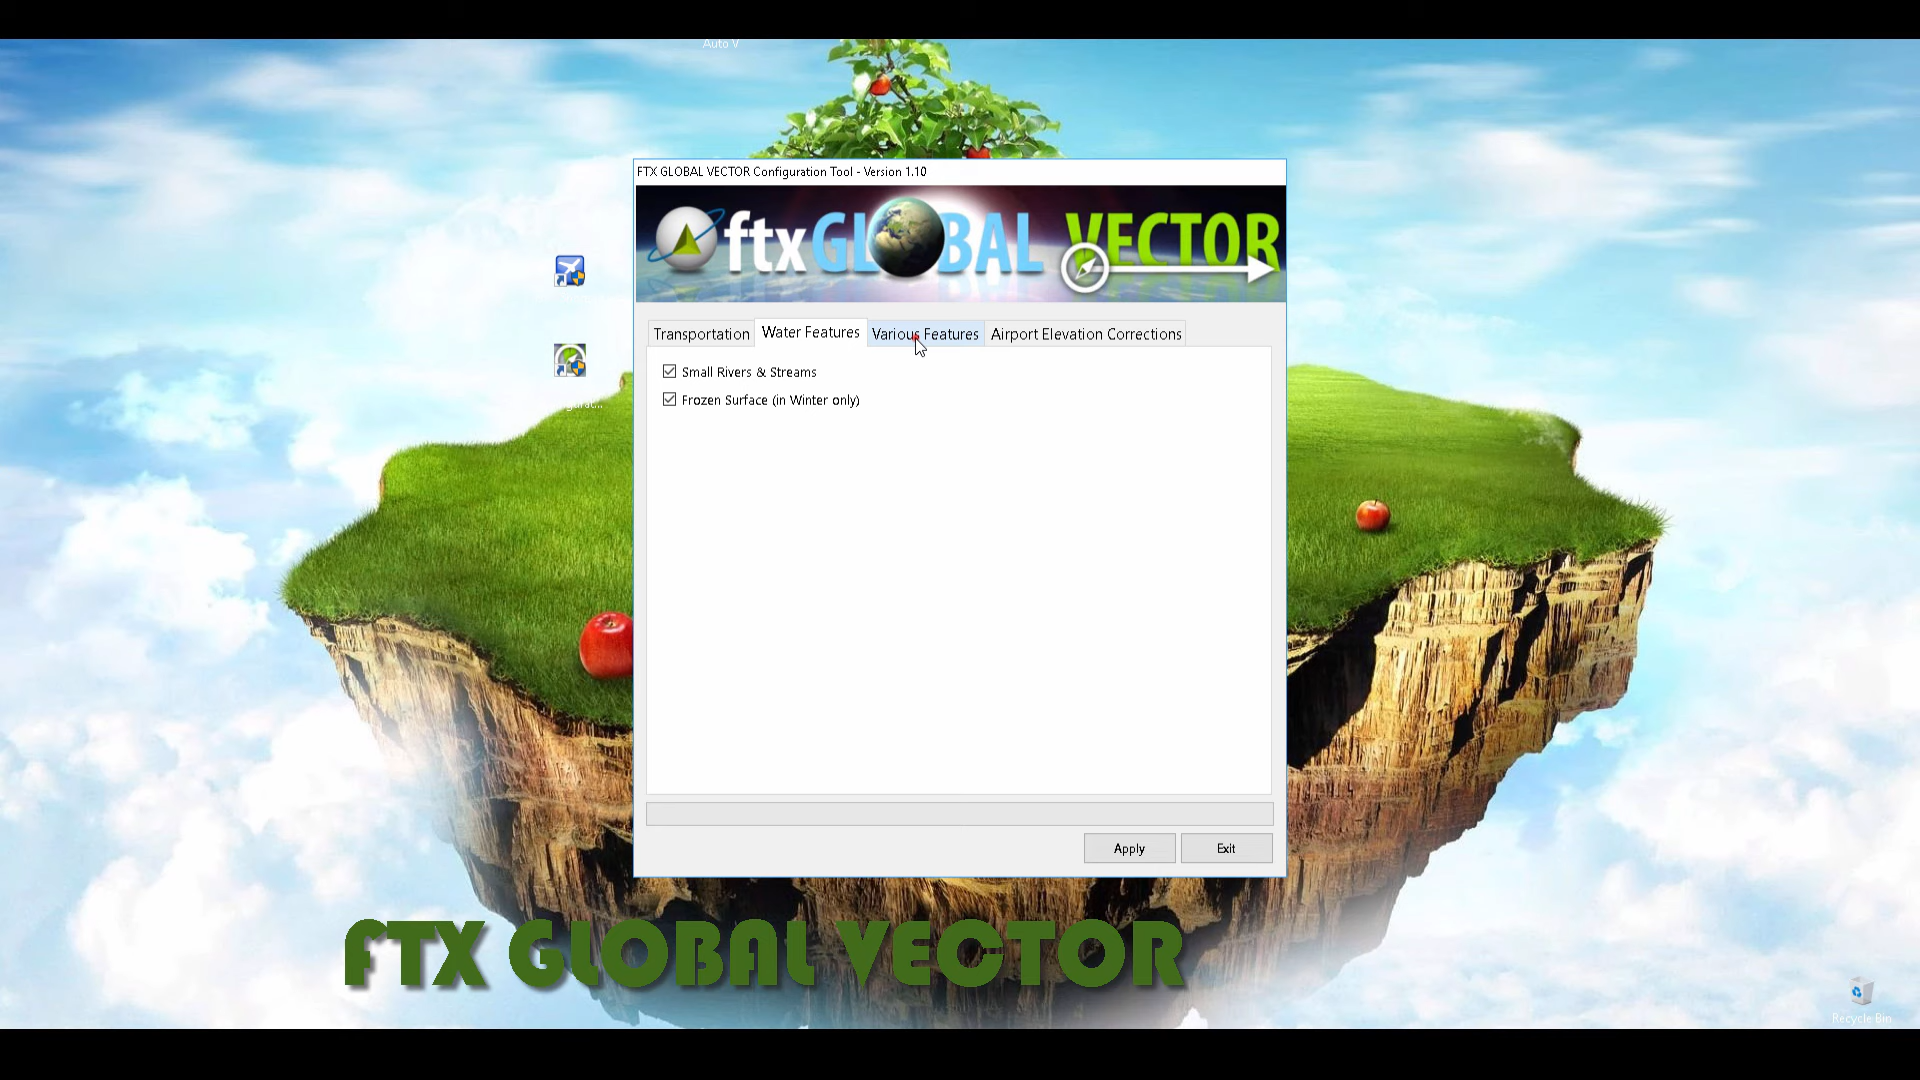 Auto V
FTX GLOBAL VECTOR Configuration Tool - Version 1.10
ftx GLOBAL VECTOR
Transportation
Water Features
Various Features
Airport Elevation Corrections
Small Rivers & Streams
Frozen Surface (in Winter only)
Apply
Exit
FTX GLOBAL VECTOR
Recycle Bin